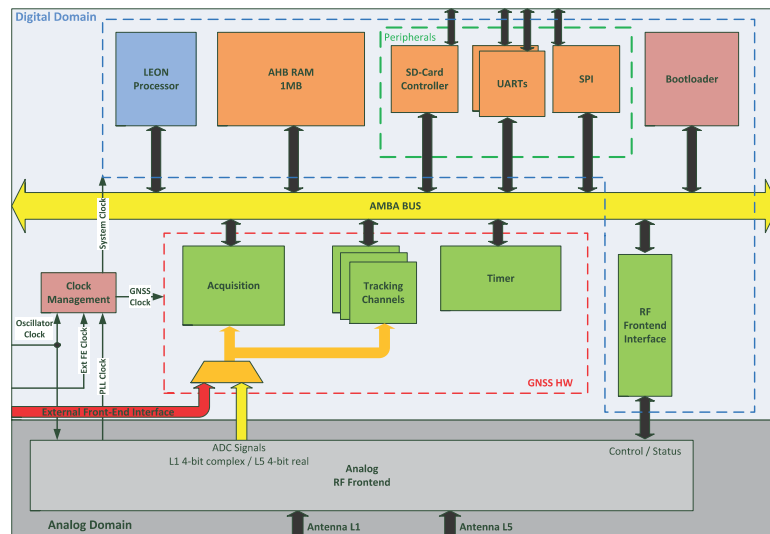 Digital Domain
Peripherals
LEON
Processor
AHB RAM
1MB
SD-Card
Controller
UARTs
SPI
Bootloader
AMBA BUS
System Clock
Acquisition
Tracking
Channels
Timer
Clock
Management
GNSS
Clock
RF
Frontend
Interface
Oscillator
Clock
Ext FE Clock
PLL Clock
GNSS HW
External Front-End Interface
ADC Signals
L1 4-bit complex / L5 4-bit real
Control / Status
Analog
RF Frontend
Analog Domain
Antenna L1
Antenna L5